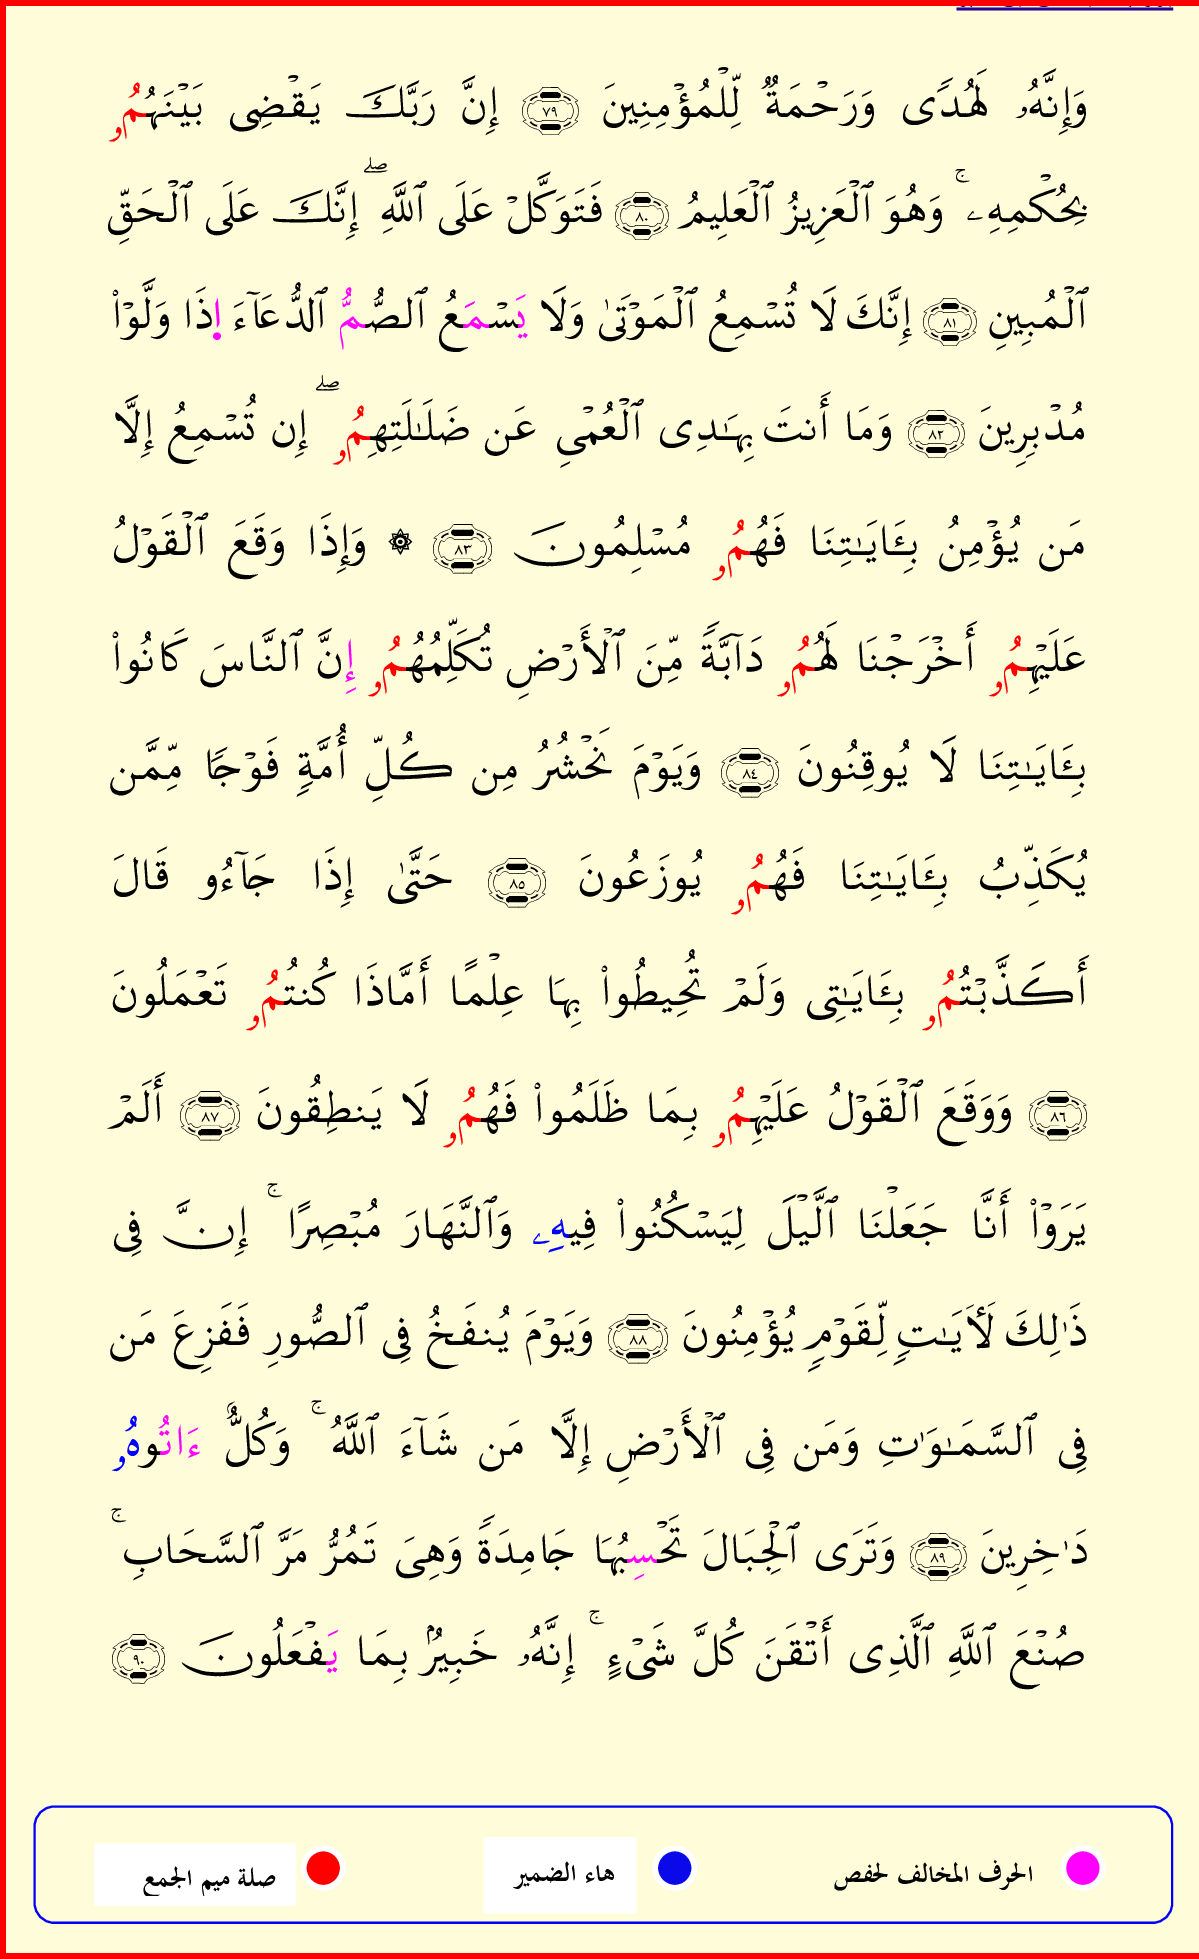 وَإِنَّهُۥ لَهُدًى وَرَحْمَةٌ لِّلْمُؤْمِنِينَ ٧٩ إِنَّ رَبَّكَ يَقْضِى بَيْنَهُمُۥ
بِحُكْمِهِۦ ۚ وَهُوَ ٱلْعَزِيزُ ٱلْعَلِيمُ ٨٠ فَتَوَكَّلْ عَلَى ٱللَّهِ ۖ إِنَّكَ عَلَى ٱلْحَقِّ
ٱلْمُبِينِ ٨١ إِنَّكَ لَا تُسْمِعُ ٱلْمَوْتَىٰ وَلَا يَسْمَعُ ٱلصُّمُّ ٱلدُّعَآءَ ا۪ذَا وَلَّوْا۟
مُدْبِرِينَ ٨٢ وَمَا أَنتَ بِهَـٰدِى ٱلْعُمْىِ عَن ضَلَـٰلَتِهِمُۥ ۖ إِن تُسْمِعُ إِلَّا
مَن يُؤْمِنُ بِـَٔايَـٰتِنَا فَهُمُۥ مُسْلِمُونَ ٨٣ ۞ وَإِذَا وَقَعَ ٱلْقَوْلُ
عَلَيْهِمُۥ أَخْرَجْنَا لَهُمُۥ دَآبَّةً مِّنَ ٱلْأَرْضِ تُكَلِّمُهُمُۥ إِنَّ ٱلنَّاسَ كَانُوا۟
بِـَٔايَـٰتِنَا لَا يُوقِنُونَ ٨٤ وَيَوْمَ نَحْشُرُ مِن كُلِّ أُمَّةٍ فَوْجًا مِّمَّن
يُكَذِّبُ بِـَٔايَـٰتِنَا فَهُمُۥ يُوزَعُونَ ٨٥ حَتَّىٰ إِذَا جَآءُو قَالَ
أَكَذَّبْتُمُۥ بِـَٔايَـٰتِى وَلَمْ تُحِيطُوا۟ بِهَا عِلْمًا أَمَّاذَا كُنتُمُۥ تَعْمَلُونَ
٨٦ وَوَقَعَ ٱلْقَوْلُ عَلَيْهِمُۥ بِمَا ظَلَمُوا۟ فَهُمُۥ لَا يَنطِقُونَ ٨٧ أَلَمْ
يَرَوْا۟ أَنَّا جَعَلْنَا ٱلَّيْلَ لِيَسْكُنُوا۟ فِيهِۦ وَٱلنَّهَارَ مُبْصِرًا ۚ إِنَّ فِى
ذَٰلِكَ لَأَيَـٰتٍ لِّقَوْمٍ يُؤْمِنُونَ ٨٨ وَيَوْمَ يُنفَخُ فِى ٱلصُّورِ فَفَزِعَ مَن
فِى ٱلسَّمَـٰوَٰتِ وَمَن فِى ٱلْأَرْضِ إِلَّا مَن شَآءَ ٱللَّهُ ۚ وَكُلٌّ ءَاتُوهُۥ
دَٰخِرِينَ ٨٩ وَتَرَى ٱلْجِبَالَ تَحْسِبُهَا جَامِدَةً وَهِىَ تَمُرُّ مَرَّ ٱلسَّحَابِ ۚ
صُنْعَ ٱللَّهِ ٱلَّذِى أَتْقَنَ كُلَّ شَىْءٍ ۚ إِنَّهُۥ خَبِيرٌۢ بِمَا يَفْعَلُونَ ٩٠
الحرف المخالف لحفص هاء الضمير صلة ميم الجمع